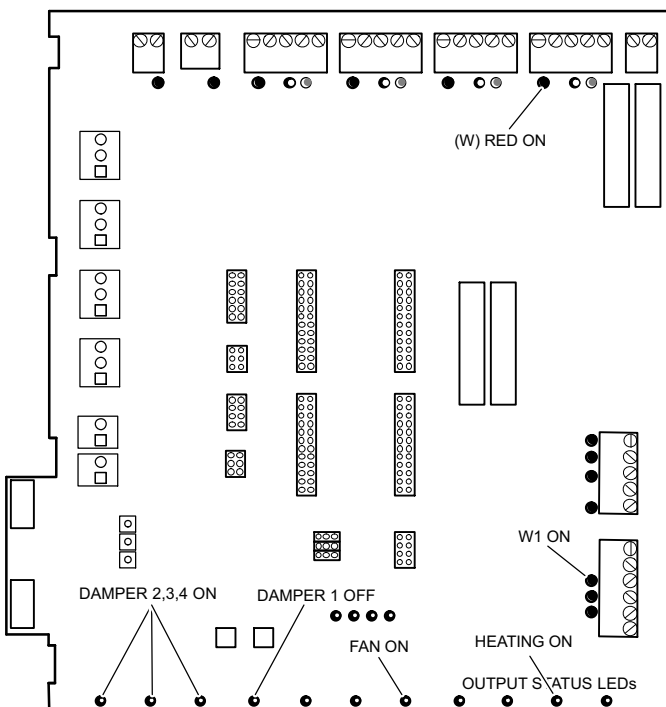 (W) RED ON
W1 ON
DAMPER 2,3,4 ON
DAMPER 1 OFF
FAN ON
HEATING ON
OUTPUT STATUS LEDs